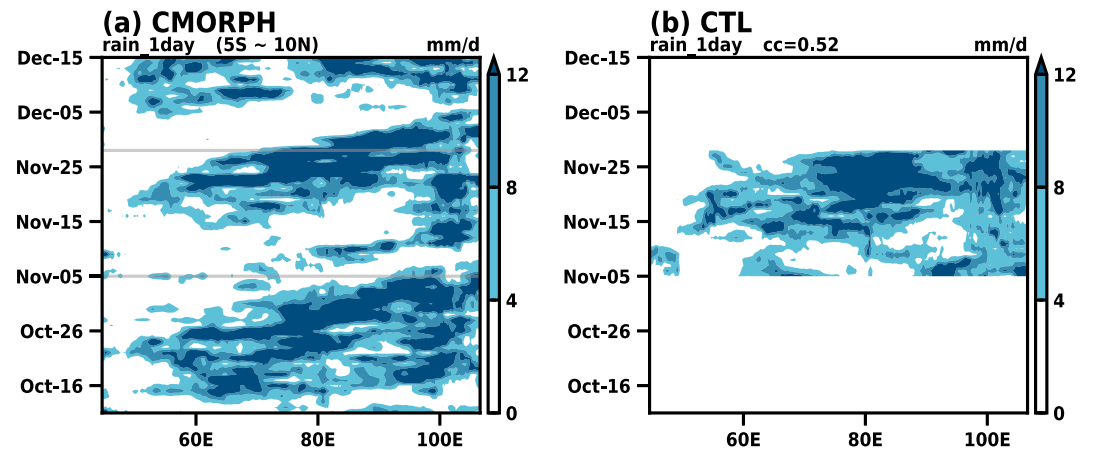 (a) CMORPH
rain_1day (5S ~ 10N) mm/d
Dec-15
Dec-05
Nov-25
Nov-15
Nov-05
Oct-26
Oct-16
60E 80E 100E
12
8
4
0
(b) CTL
rain_1day cc=0.52 mm/d
Dec-15
Dec-05
Nov-25
Nov-15
Nov-05
Oct-26
Oct-16
60E 80E 100E
12
8
4
0